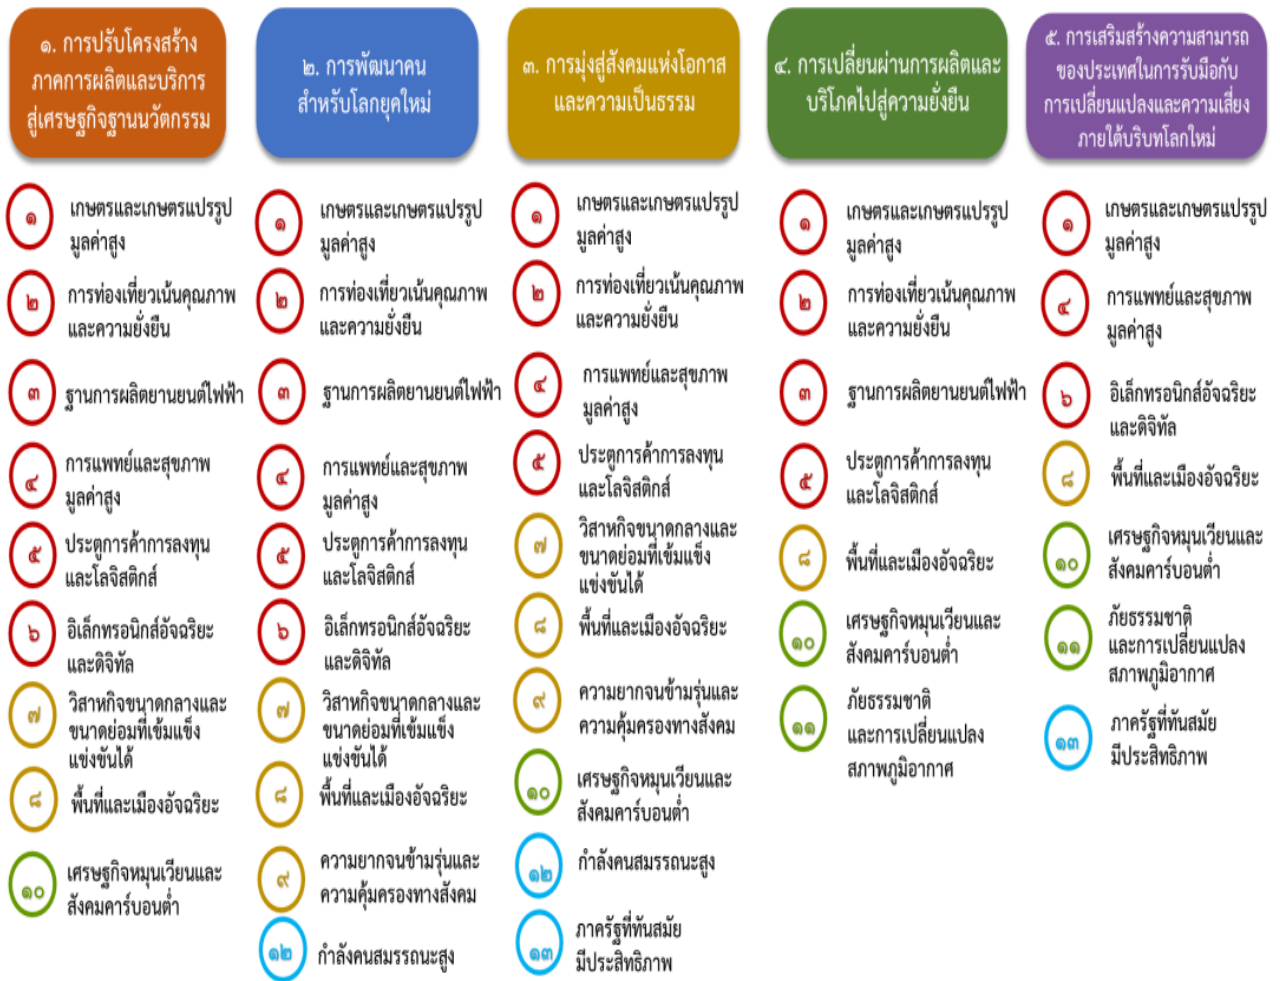 ๑. การปรับโครงสร้าง
ภาคการผลิตและบริการ
สู่เศรษฐกิจฐานนวัตกรรม
๑
เกษตรและเกษตรแปรรูป
มูลค่าสูง
๒
การท่องเที่ยวเน้นคุณภาพ
และความยั่งยืน
๓
ฐานการผลิตยานยนต์ไฟฟ้า
๔
การแพทย์และสุขภาพ
มูลค่าสูง
๕
ประตูการค้าการลงทุน
และโลจิสติกส์
๖
อิเล็กทรอนิกส์อัจฉริยะ
และดิจิทัล
๗
วิสาหกิจขนาดกลางและ
ขนาดย่อมที่เข้มแข็ง
แข่งขันได้
๘
พื้นที่และเมืองอัจฉริยะ
๑๐
เศรษฐกิจหมุนเวียนและ
สังคมคาร์บอนต่ำ
๒. การพัฒนาคน
สำหรับโลกยุคใหม่
๑
เกษตรและเกษตรแปรรูป
มูลค่าสูง
๒
การท่องเที่ยวเน้นคุณภาพ
และความยั่งยืน
๓
ฐานการผลิตยานยนต์ไฟฟ้า
๔
การแพทย์และสุขภาพ
มูลค่าสูง
๕
ประตูการค้าการลงทุน
และโลจิสติกส์
๖
อิเล็กทรอนิกส์อัจฉริยะ
และดิจิทัล
๗
วิสาหกิจขนาดกลางและ
ขนาดย่อมที่เข้มแข็ง
แข่งขันได้
๘
พื้นที่และเมืองอัจฉริยะ
๙
ความยากจนข้ามรุ่นและ
ความคุ้มครองทางสังคม
๑๒
กำลังคนสมรรถนะสูง
๓. การมุ่งสู่สังคมแห่งโอกาส
และความเป็นธรรม
๑
เกษตรและเกษตรแปรรูป
มูลค่าสูง
๒
การท่องเที่ยวเน้นคุณภาพ
และความยั่งยืน
๔
การแพทย์และสุขภาพ
มูลค่าสูง
๕
ประตูการค้าการลงทุน
และโลจิสติกส์
๗
วิสาหกิจขนาดกลางและ
ขนาดย่อมที่เข้มแข็ง
แข่งขันได้
๘
พื้นที่และเมืองอัจฉริยะ
๙
ความยากจนข้ามรุ่นและ
ความคุ้มครองทางสังคม
๑๐
เศรษฐกิจหมุนเวียนและ
สังคมคาร์บอนต่ำ
๑๒
กำลังคนสมรรถนะสูง
๑๓
ภาครัฐที่ทันสมัย
มีประสิทธิภาพ
๔. การเปลี่ยนผ่านการผลิตและ
บริโภคไปสู่ความยั่งยืน
๑
เกษตรและเกษตรแปรรูป
มูลค่าสูง
๒
การท่องเที่ยวเน้นคุณภาพ
และความยั่งยืน
๓
ฐานการผลิตยานยนต์ไฟฟ้า
๕
ประตูการค้าการลงทุน
และโลจิสติกส์
๘
พื้นที่และเมืองอัจฉริยะ
๑๐
เศรษฐกิจหมุนเวียนและ
สังคมคาร์บอนต่ำ
๑๑
ภัยธรรมชาติ
และการเปลี่ยนแปลง
สภาพภูมิอากาศ
๕. การเสริมสร้างความสามารถ
ของประเทศในการรับมือกับ
การเปลี่ยนแปลงและความเสี่ยง
ภายใต้บริบทโลกใหม่
๑
เกษตรและเกษตรแปรรูป
มูลค่าสูง
๔
การแพทย์และสุขภาพ
มูลค่าสูง
๖
อิเล็กทรอนิกส์อัจฉริยะ
และดิจิทัล
๘
พื้นที่และเมืองอัจฉริยะ
๑๐
เศรษฐกิจหมุนเวียนและ
สังคมคาร์บอนต่ำ
๑๑
ภัยธรรมชาติ
และการเปลี่ยนแปลง
สภาพภูมิอากาศ
๑๓
ภาครัฐที่ทันสมัย
มีประสิทธิภาพ